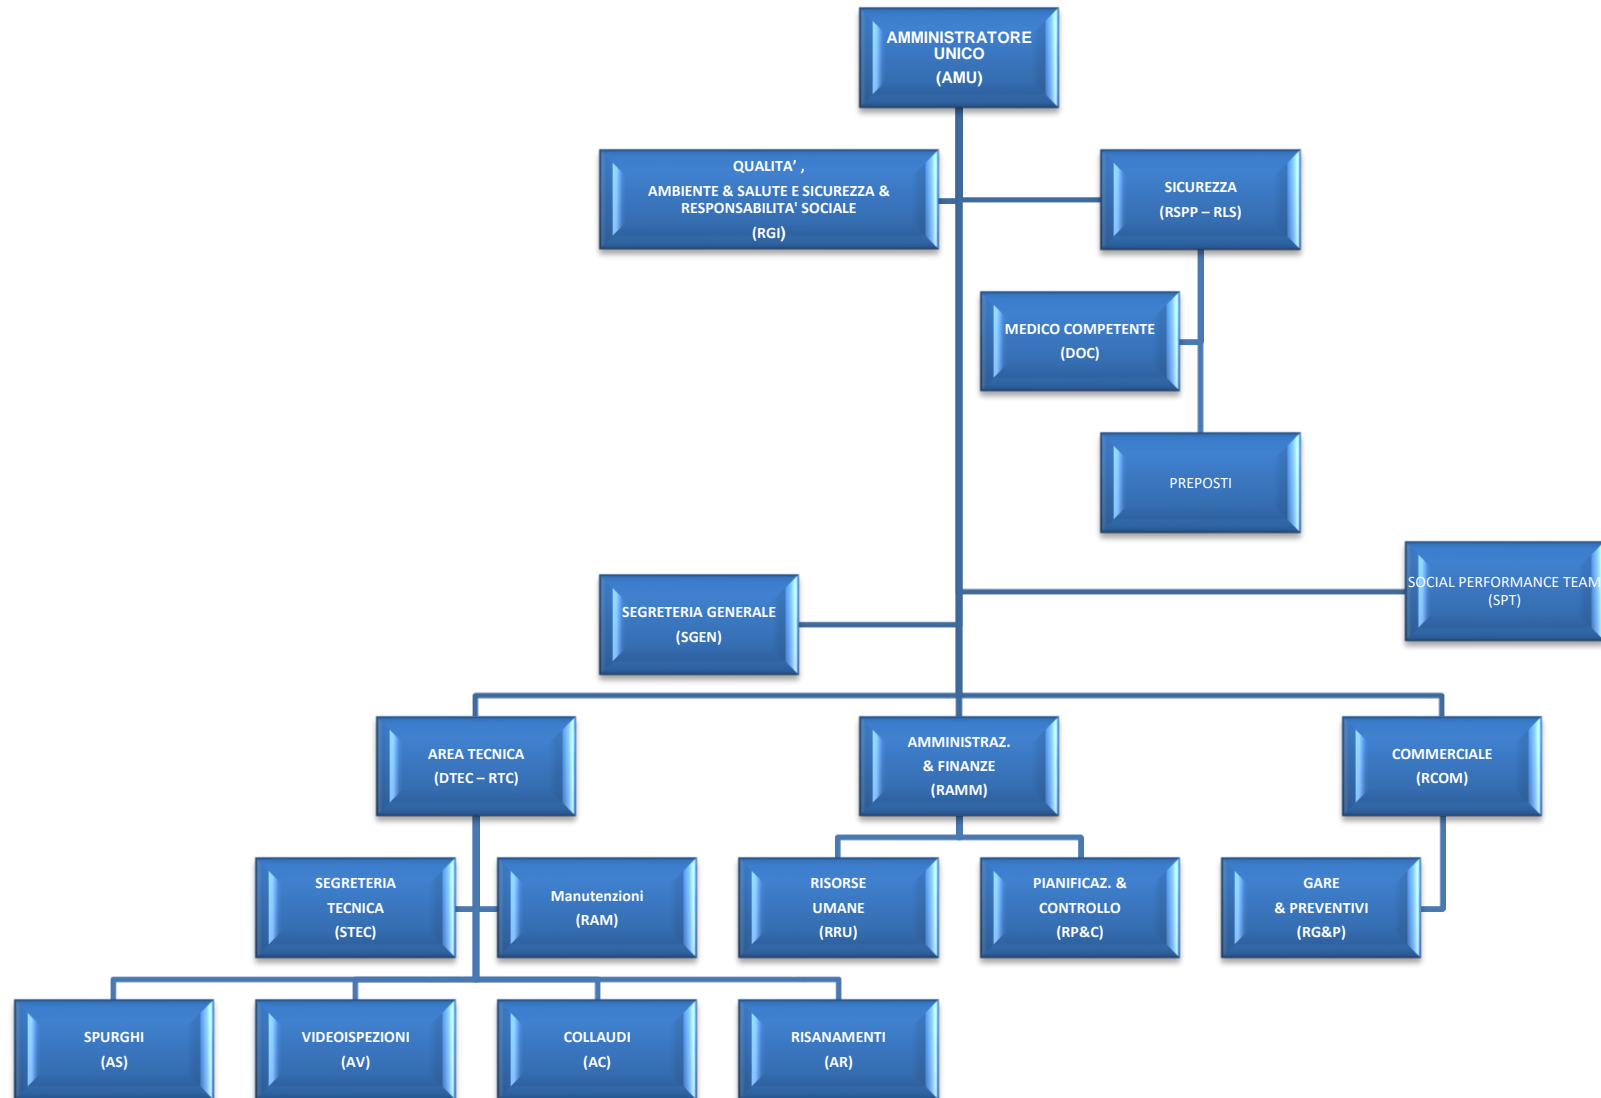 AMMINISTRATORE
UNICO
(AMU)
QUALITA’ ,
AMBIENTE & SALUTE E SICUREZZA &
RESPONSABILITA' SOCIALE
(RGI)
SICUREZZA
(RSPP – RLS)
MEDICO COMPETENTE
(DOC)
PREPOSTI
SOCIAL PERFORMANCE TEAM
(SPT)
SEGRETERIA GENERALE
(SGEN)
AREA TECNICA
(DTEC – RTC)
AMMINISTRAZ.
& FINANZE
(RAMM)
COMMERCIALE
(RCOM)
SEGRETERIA
TECNICA
(STEC)
Manutenzioni
(RAM)
RISORSE
UMANE
(RRU)
PIANIFICAZ. &
CONTROLLO
(RP&C)
GARE
& PREVENTIVI
(RG&P)
SPURGHI
(AS)
VIDEOISPEZIONI
(AV)
COLLAUDI
(AC)
RISANAMENTI
(AR)